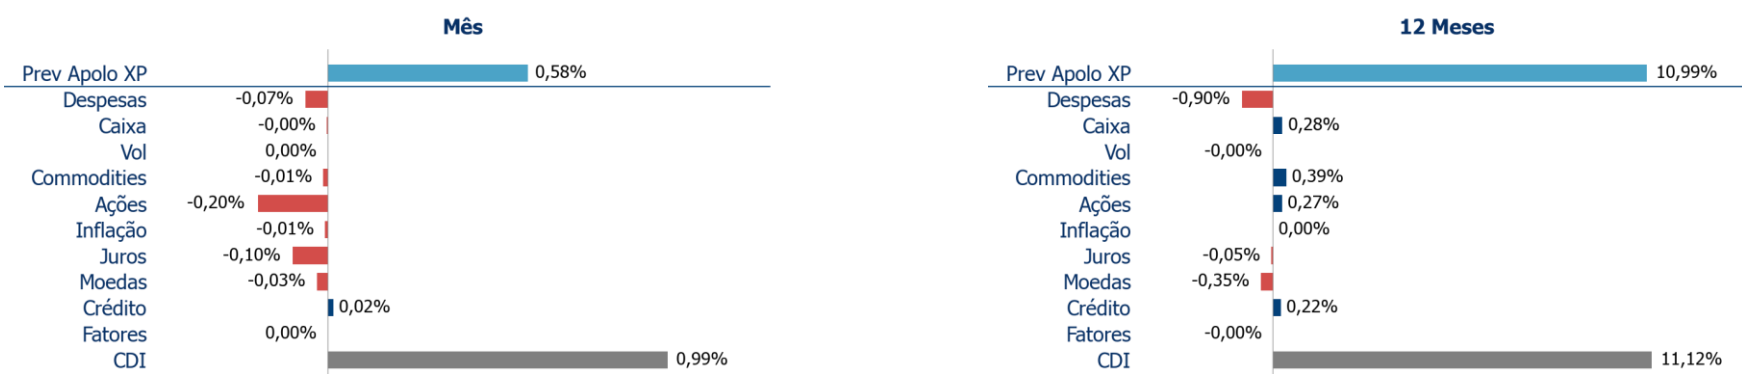 Mês
Prev Apolo XP 0,58%
Despesas -0,07%
Caixa -0,00%
Vol 0,00%
Commodities -0,01%
Ações -0,20%
Inflação -0,01%
Juros -0,10%
Moedas -0,03%
Crédito 0,02%
Fatores 0,00%
CDI 0,99%
12 Meses
Prev Apolo XP 10,99%
Despesas -0,90%
Caixa 0,28%
Vol -0,00%
Commodities 0,39%
Ações 0,27%
Inflação 0,00%
Juros -0,05%
Moedas -0,35%
Crédito 0,22%
Fatores -0,00%
CDI 11,12%